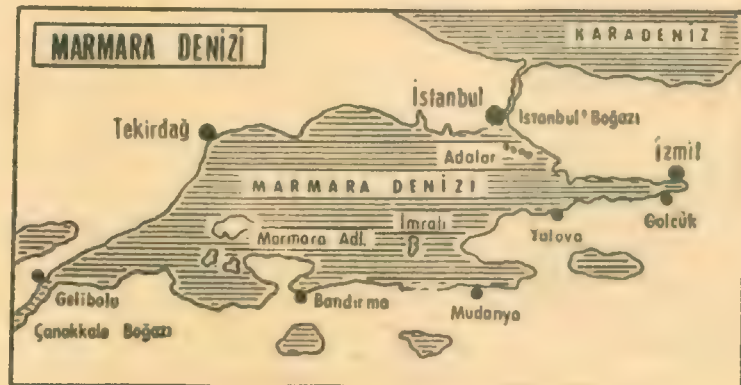 MARMARA DENİZİ
KARADENİZ
İstanbul
İstanbul Boğazı
Tekirdağ
Adalar
İzmit
MARMARA DENİZİ
Gölcük
İmralı
Yalova
Marmara Adl.
Gelibolu
Bandırma
Mudanya
Çanakkale Boğazı